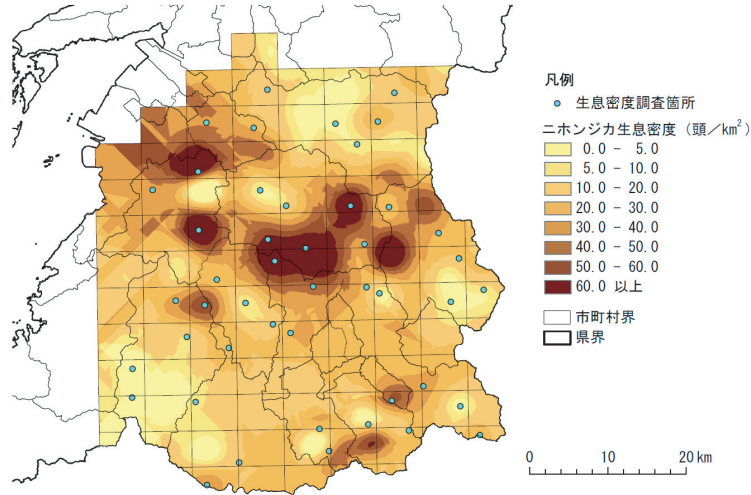 凡例
生息密度調査箇所
ニホンジカ生息密度（頭／km²）
0.0 － 5.0
5.0 － 10.0
10.0 － 20.0
20.0 － 30.0
30.0 － 40.0
40.0 － 50.0
50.0 － 60.0
60.0 以上
市町村界
県界
0 10 20 km